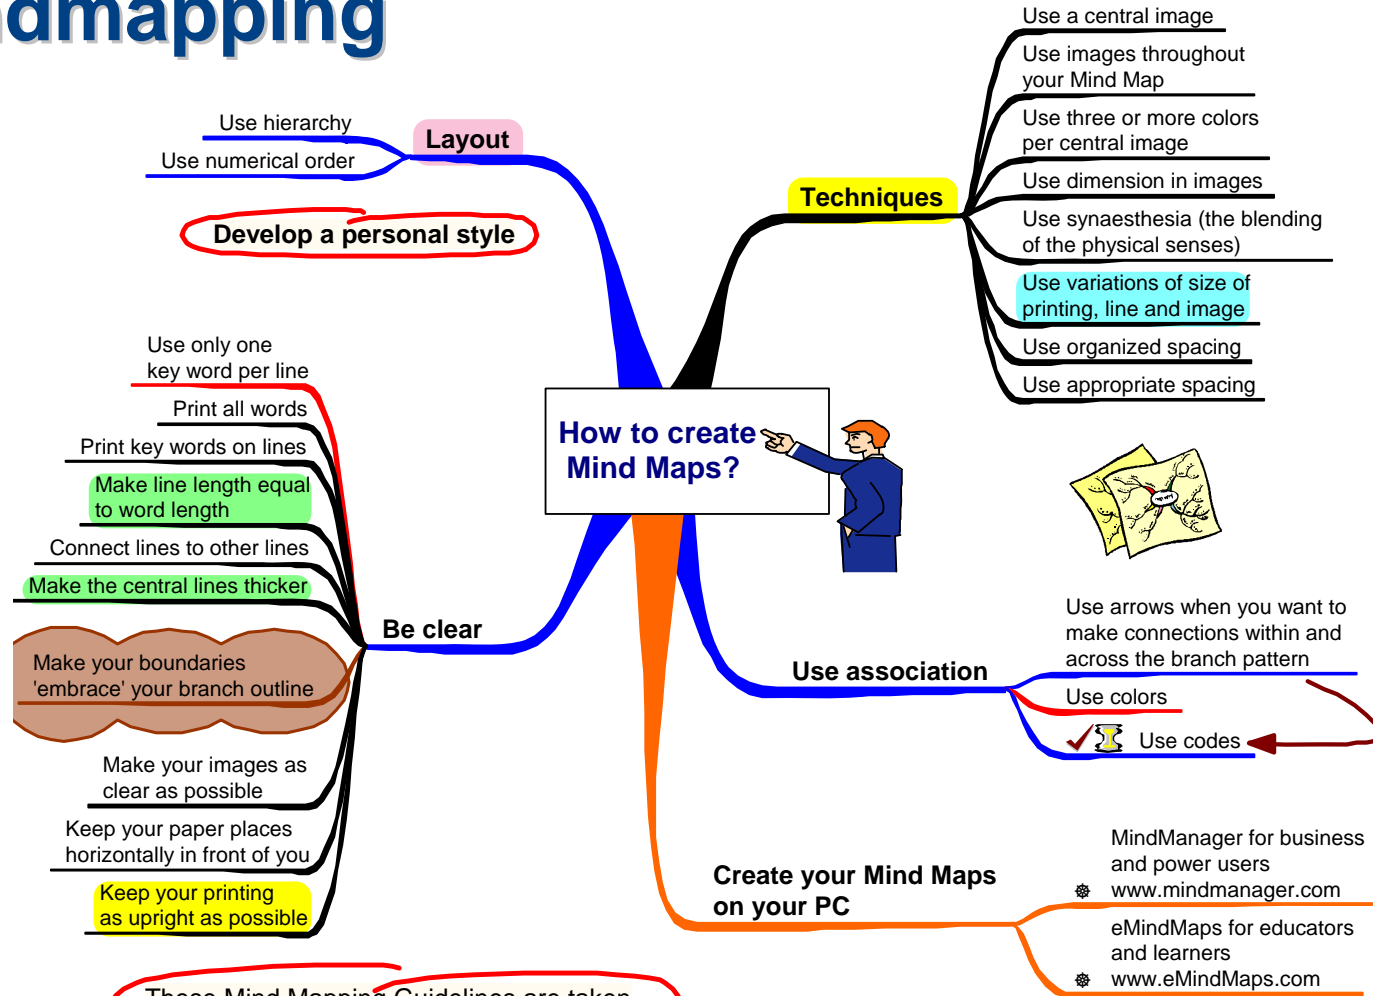 ndmapping
Use hierarchy
Use numerical order
Layout
Develop a personal style
Techniques
Use a central image
Use images throughout
your Mind Map
Use three or more colors
per central image
Use dimension in images
Use synaesthesia (the blending
of the physical senses)
Use variations of size of
printing, line and image
Use organized spacing
Use appropriate spacing
How to create
Mind Maps?
Use only one
key word per line
Print all words
Print key words on lines
Make line length equal
to word length
Connect lines to other lines
Make the central lines thicker
Make your boundaries
'embrace' your branch outline
Make your images as
clear as possible
Keep your paper places
horizontally in front of you
Keep your printing
as upright as possible
Be clear
Use association
Use arrows when you want to
make connections within and
across the branch pattern
Use colors
Use codes
Create your Mind Maps
on your PC
MindManager for business
and power users
www.mindmanager.com
eMindMaps for educators
and learners
www.eMindMaps.com
These Mind Mapping Guidelines are taken